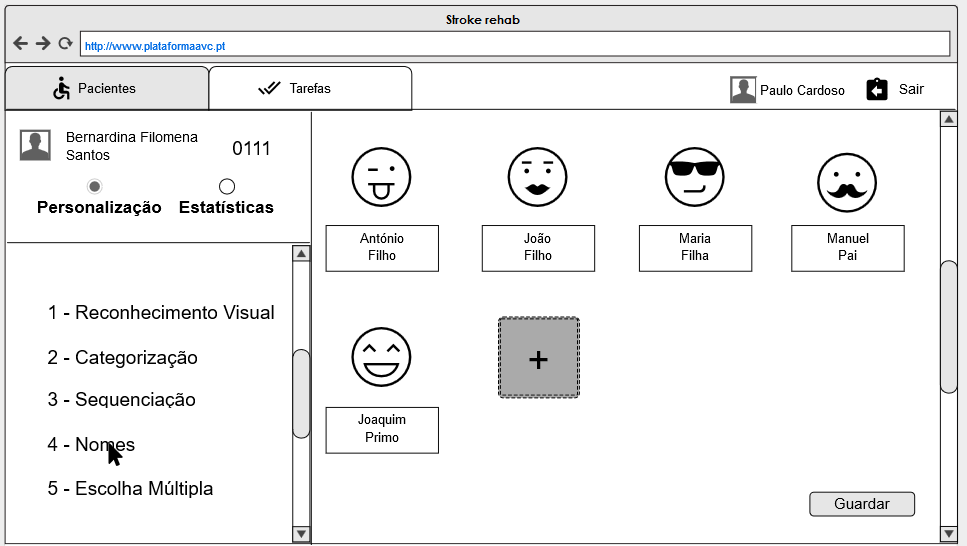 Stroke rehab
http://www.plataformaavc.pt
Pacientes
Tarefas
Paulo Cardoso
Sair
Bernardina Filomena
Santos
0111
Personalização
Estatísticas
1 - Reconhecimento Visual
2 - Categorização
3 - Sequenciação
4 - Nomes
5 - Escolha Múltipla
António
Filho
João
Filho
Maria
Filha
Manuel
Pai
Joaquim
Primo
+
Guardar